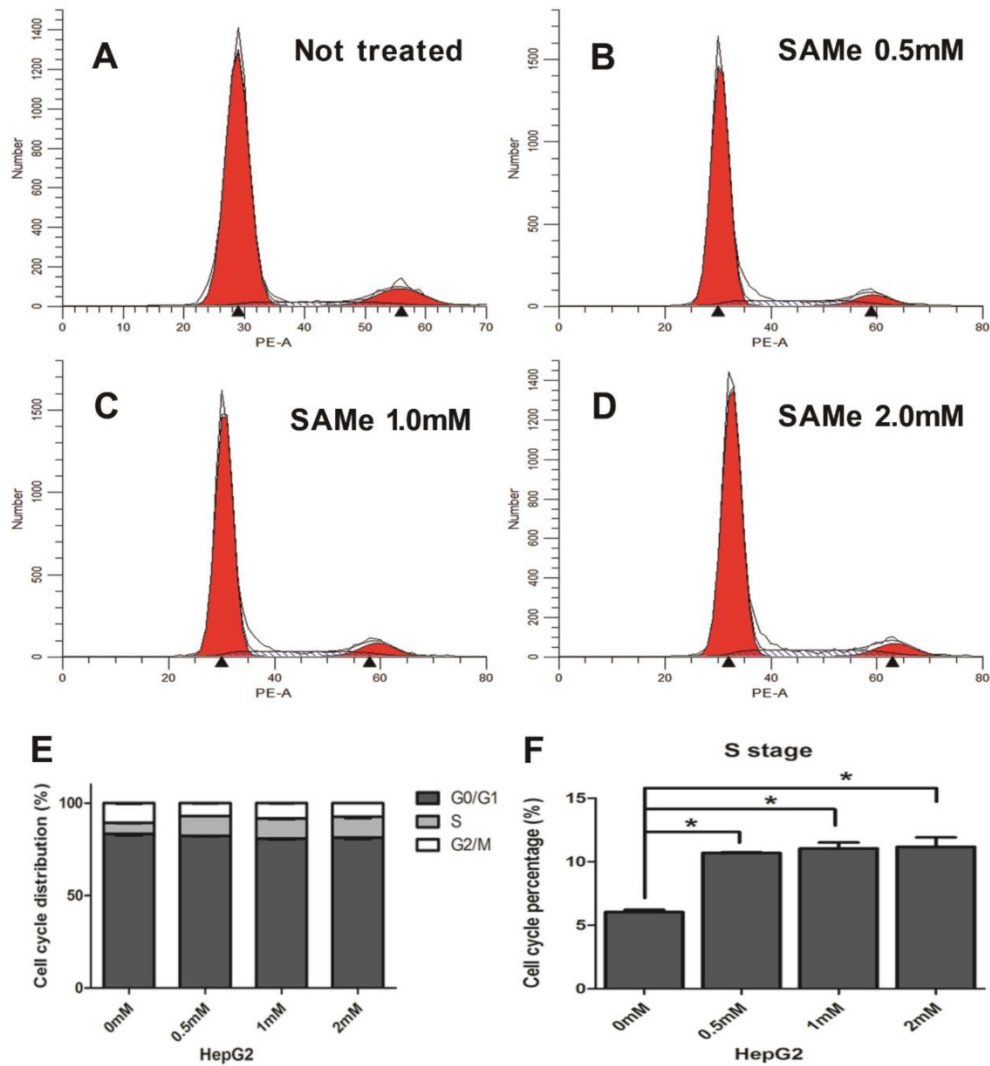 A
Not treated
Number
1400
1200
1000
800
600
400
200
0
0 10 20 30 40 50 60 70
PE-A
B
SAMe 0.5mM
Number
1500
1000
500
0
0 20 40 60 80
PE-A
C
SAMe 1.0mM
Number
1500
1000
500
0
0 20 40 60 80
PE-A
D
SAMe 2.0mM
Number
1400
1200
1000
800
600
400
200
0
0 20 40 60 80
PE-A
E
Cell cycle distribution (%)
100
50
0
0mM 0.5mM 1mM 2mM
HepG2
G0/G1
S
G2/M
F
S stage
Cell cycle percentage (%)
15
10
5
0
*
*
*
0mM 0.5mM 1mM 2mM
HepG2